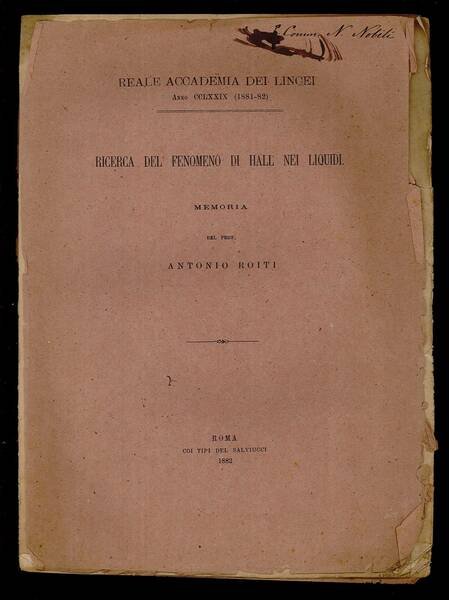 Comm. N. Nobili
REALE ACCADEMIA DEI LINCEI
ANNO CCLXXIX (1881-82)
RICERCA DEL FENOMENO DI HALL NEI LIQUIDI.
MEMORIA
DEL PROF.
ANTONIO ROITI
ROMA
COI TIPI DEL SALVIUCCI
1882